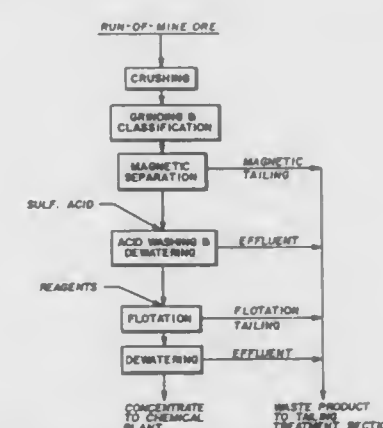 RUN-OF-MINE ORE
CRUSHING
GRINDING &
CLASSIFICATION
MAGNETIC
SEPARATION
MAGNETIC
TAILING
SULF. ACID
ACID WASHING &
DEWATERING
EFFLUENT
REAGENTS
FLOTATION
FLOTATION
TAILING
DEWATERING
EFFLUENT
CONCENTRATE
TO CHEMICAL
PLANT
WASTE PRODUCT
TO TAILING
TREATMENT SECTION